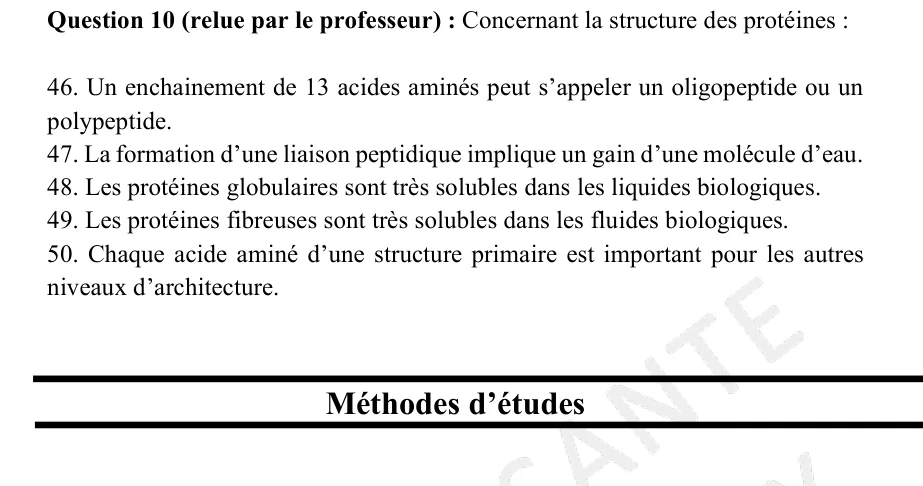 Question 10 (relue par le professeur) : Concernant la structure des protéines :
46. Un enchainement de 13 acides aminés peut s’appeler un oligopeptide ou un
polypeptide.
47. La formation d’une liaison peptidique implique un gain d’une molécule d’eau.
48. Les protéines globulaires sont très solubles dans les liquides biologiques.
49. Les protéines fibreuses sont très solubles dans les fluides biologiques.
50. Chaque acide aminé d’une structure primaire est important pour les autres
niveaux d’architecture.
Méthodes d’études
SANTE